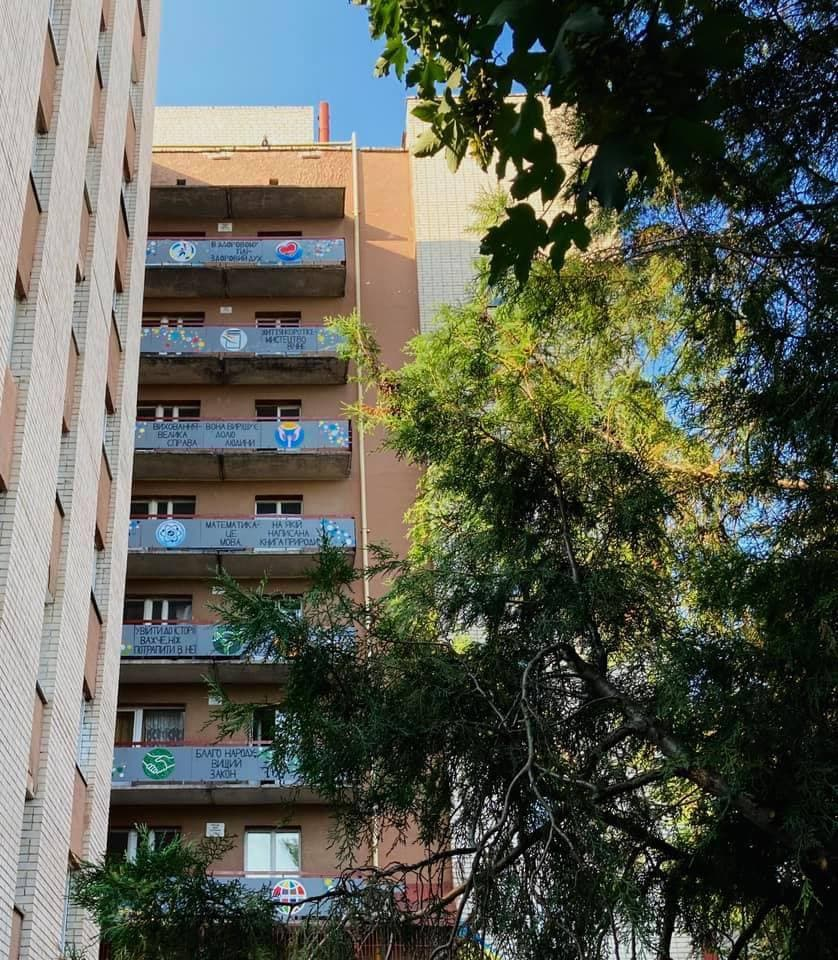 В ЗДОРОВОМУ
ТІЛІ-
ЗДОРОВИЙ ДУХ
ЖИТТЯ КОРОТКЕ,
МИСТЕЦТВО
ВІЧНЕ
ВИХОВАННЯ-
ВЕЛИКА
СПРАВА
ВОНА ВИРІШУЄ
ДОЛЮ
ЛЮДИНИ
МАТЕМАТИКА-
ЦЕ
МОВА,
НА ЯКІЙ
НАПИСАНА
КНИГА ПРИРОДИ
УВІЙТИ ДО ІСТОРІЇ
ВАЖЧЕ, НІЖ
ПОТРАПИТИ В НЕЇ
БЛАГО НАРОДУ-
ВИЩИЙ
ЗАКОН